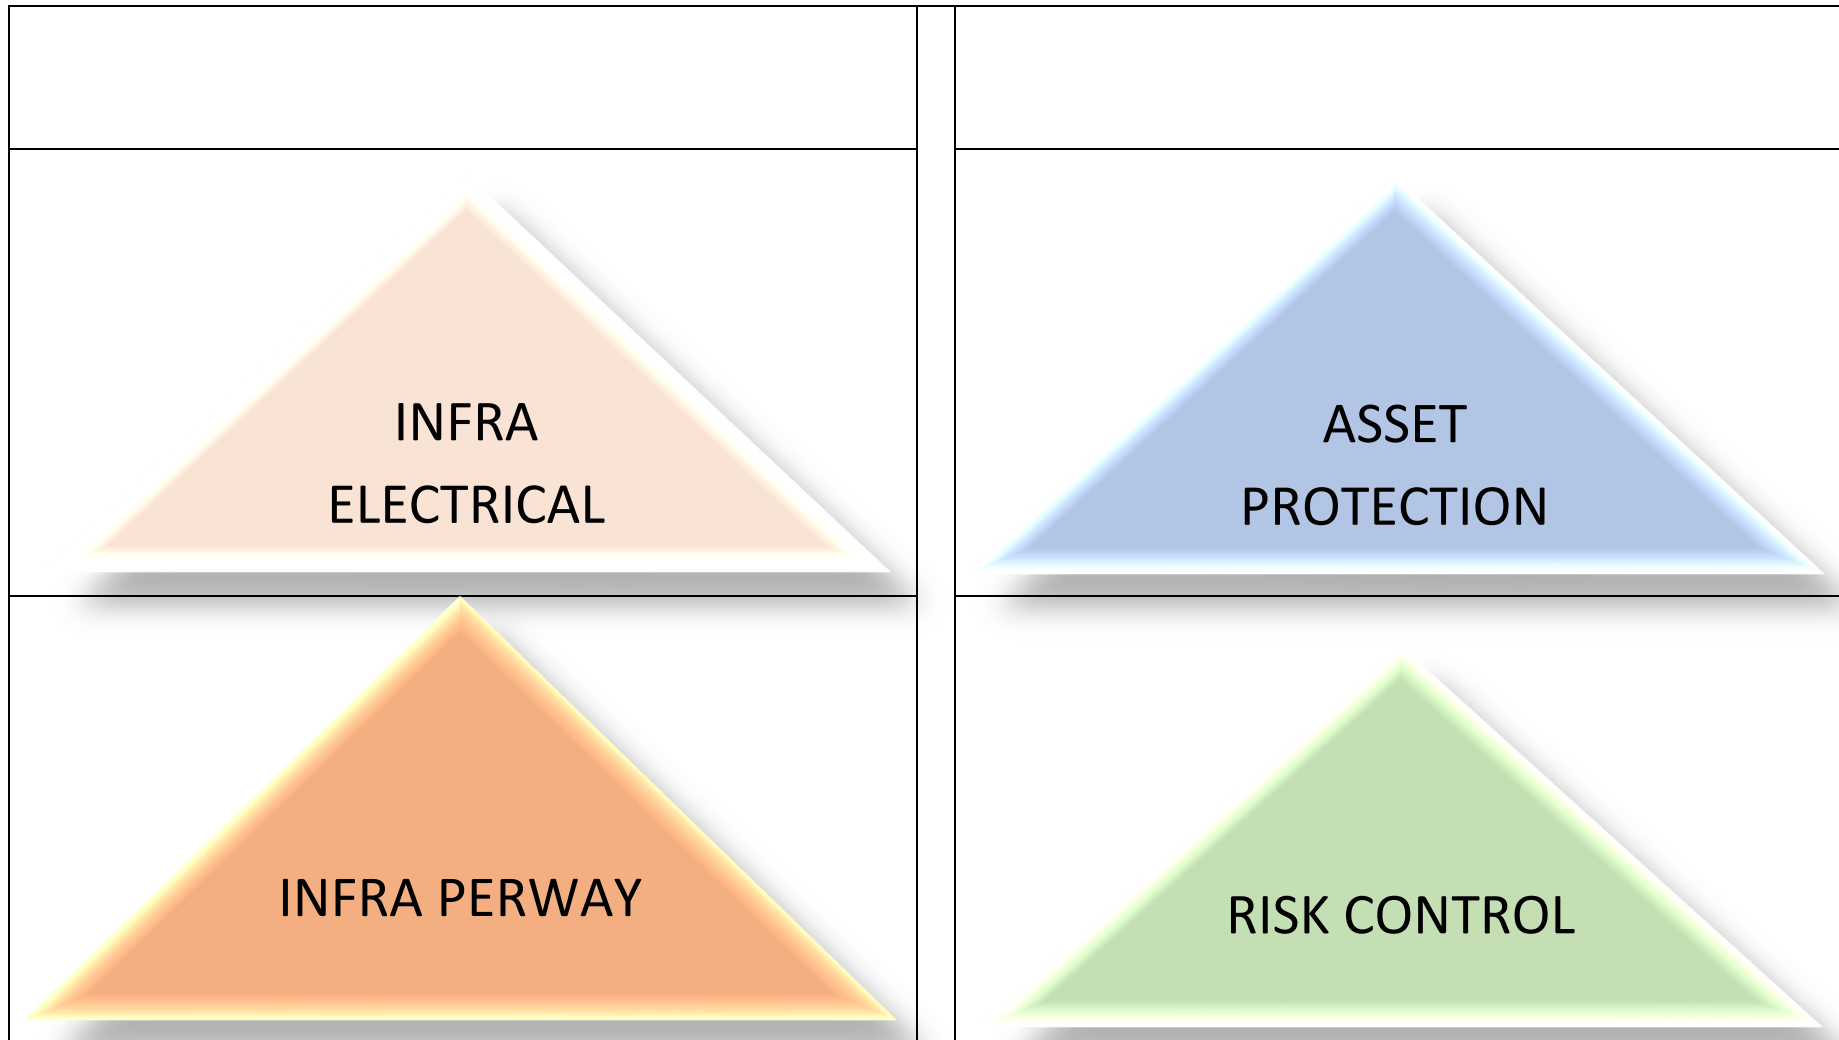 INFRA
ELECTRICAL
ASSET
PROTECTION
INFRA PERWAY
RISK CONTROL